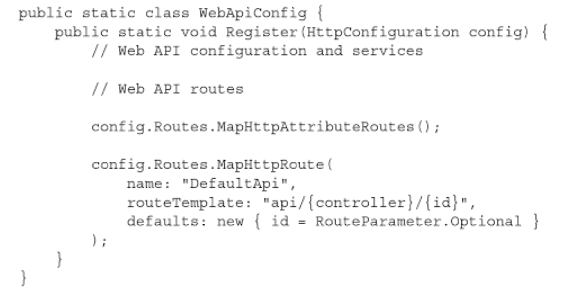 public static class WebApiConfig {
    public static void Register(HttpConfiguration config) {
        // Web API configuration and services

        // Web API routes

        config.Routes.MapHttpAttributeRoutes();

        config.Routes.MapHttpRoute(
            name: "DefaultApi",
            routeTemplate: "api/{controller}/{id}",
            defaults: new { id = RouteParameter.Optional }
        );
    }
}